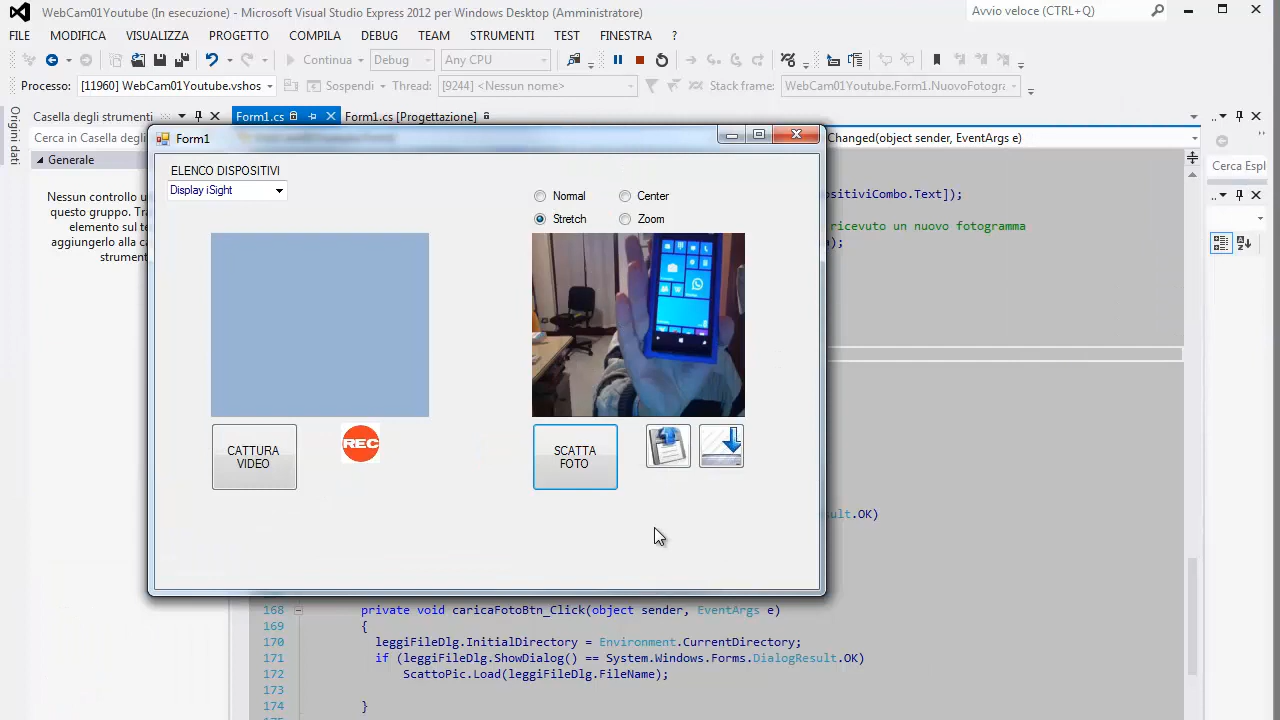 WebCam01Youtube (In esecuzione) - Microsoft Visual Studio Express 2012 per Windows Desktop (Amministratore)
Avvio veloce (CTRL+Q)
FILE MODIFICA VISUALIZZA PROGETTO COMPILA DEBUG TEAM STRUMENTI TEST FINESTRA ?
Continua Debug Any CPU
Processo: [11960] WebCam01Youtube.vshos Sospendi Thread: [9244] <Nessun nome> Stack frame: WebCam01Youtube.Form1.NuovoFotogra
Origini dati
Casella degli strumenti
Form1.cs Form1.cs [Progettazione]
Cerca in Casella degli
Form1
Changed(object sender, EventArgs e)
Generale
Cerca Espl
Nessun controllo u
questo gruppo. Tra
elemento sul te
aggiungerlo alla ca
strument
ELENCO DISPOSITIVI
Display iSight
Normal Center
Stretch Zoom
ositiviCombo.Text]);
ricevuto un nuovo fotogramma
);
CATTURA
VIDEO
REC
SCATTA
FOTO
ult.OK)
168 private void caricaFotoBtn_Click(object sender, EventArgs e)
169 {
170 leggiFileDlg.InitialDirectory = Environment.CurrentDirectory;
171 if (leggiFileDlg.ShowDialog() == System.Windows.Forms.DialogResult.OK)
172 ScattoPic.Load(leggiFileDlg.FileName);
173
174 }
175